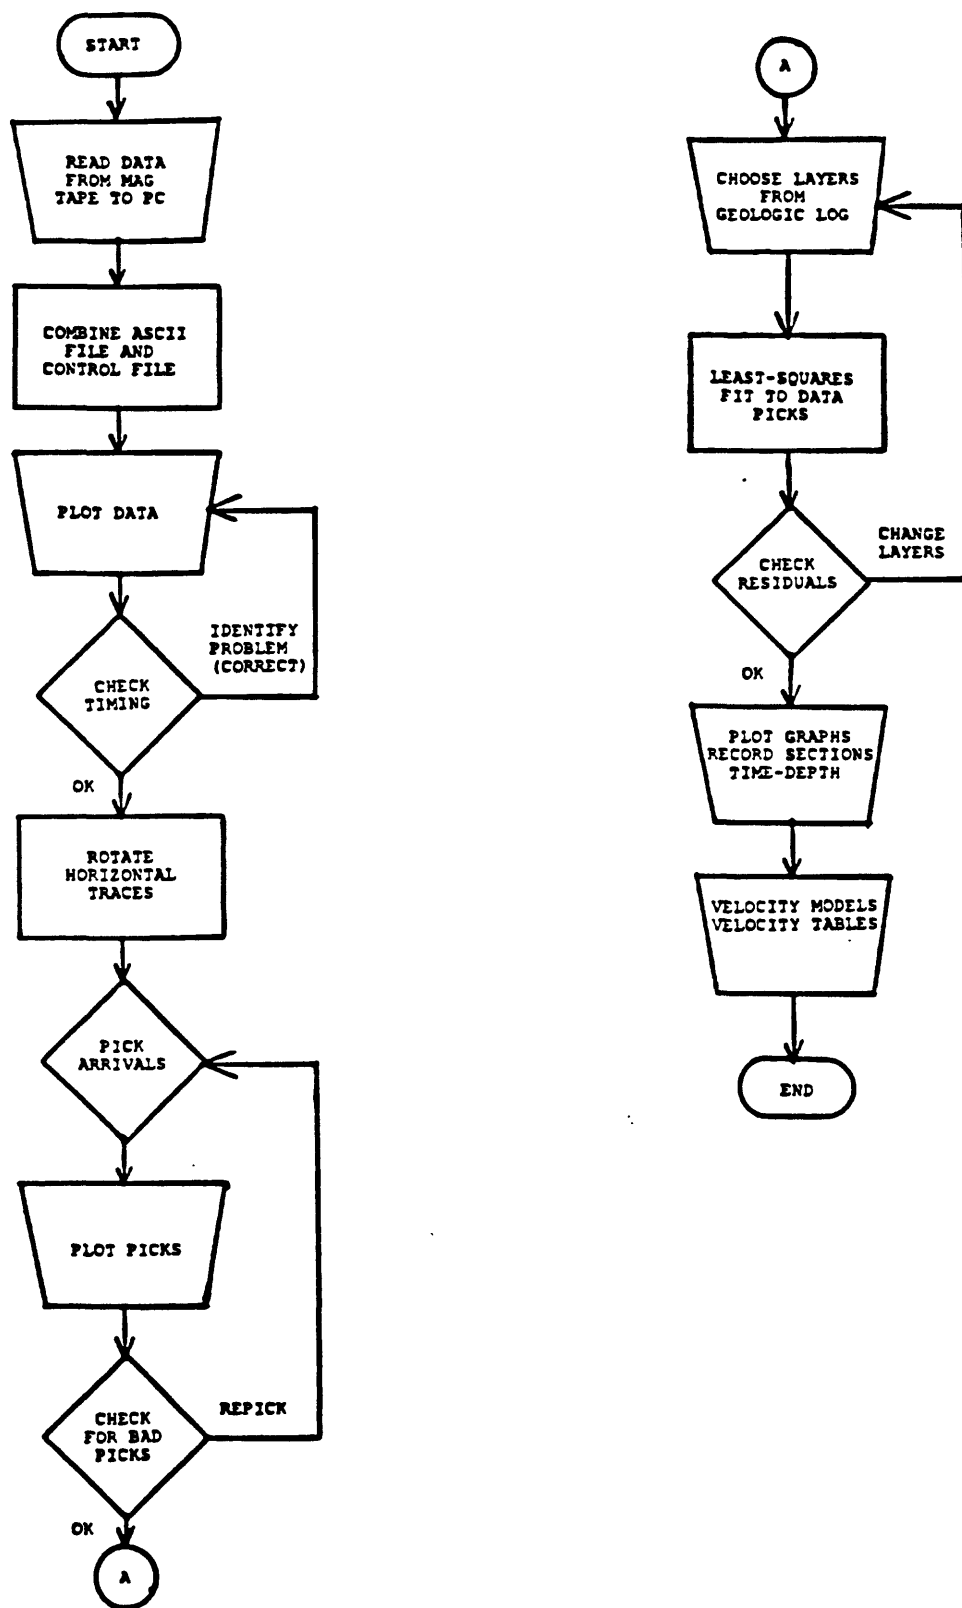 START
READ DATA
FROM MAG
TAPE TO PC
COMBINE ASCII
FILE AND
CONTROL FILE
PLOT DATA
IDENTIFY
PROBLEM
(CORRECT)
CHECK
TIMING
OK
ROTATE
HORIZONTAL
TRACES
PICK
ARRIVALS
PLOT PICKS
REPICK
CHECK
FOR BAD
PICKS
OK
A
A
CHOOSE LAYERS
FROM
GEOLOGIC LOG
LEAST-SQUARES
FIT TO DATA
PICKS
CHANGE
LAYERS
CHECK
RESIDUALS
OK
PLOT GRAPHS
RECORD SECTIONS
TIME-DEPTH
VELOCITY MODELS
VELOCITY TABLES
END